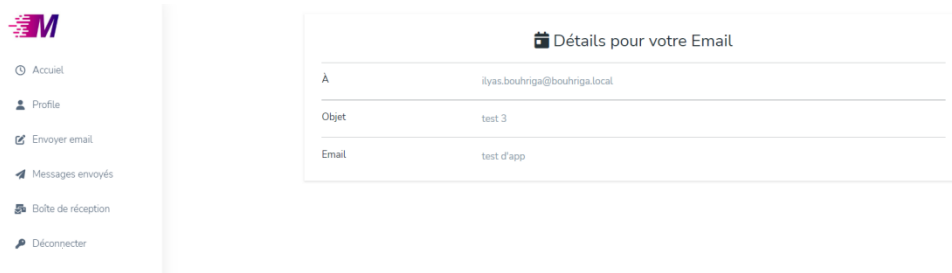 M
Accuiel
Profile
Envoyer email
Messages envoyés
Boîte de réception
Déconnecter
Détails pour votre Email
À ilyas.bouhriga@bouhriga.local
Objet test 3
Email test d'app